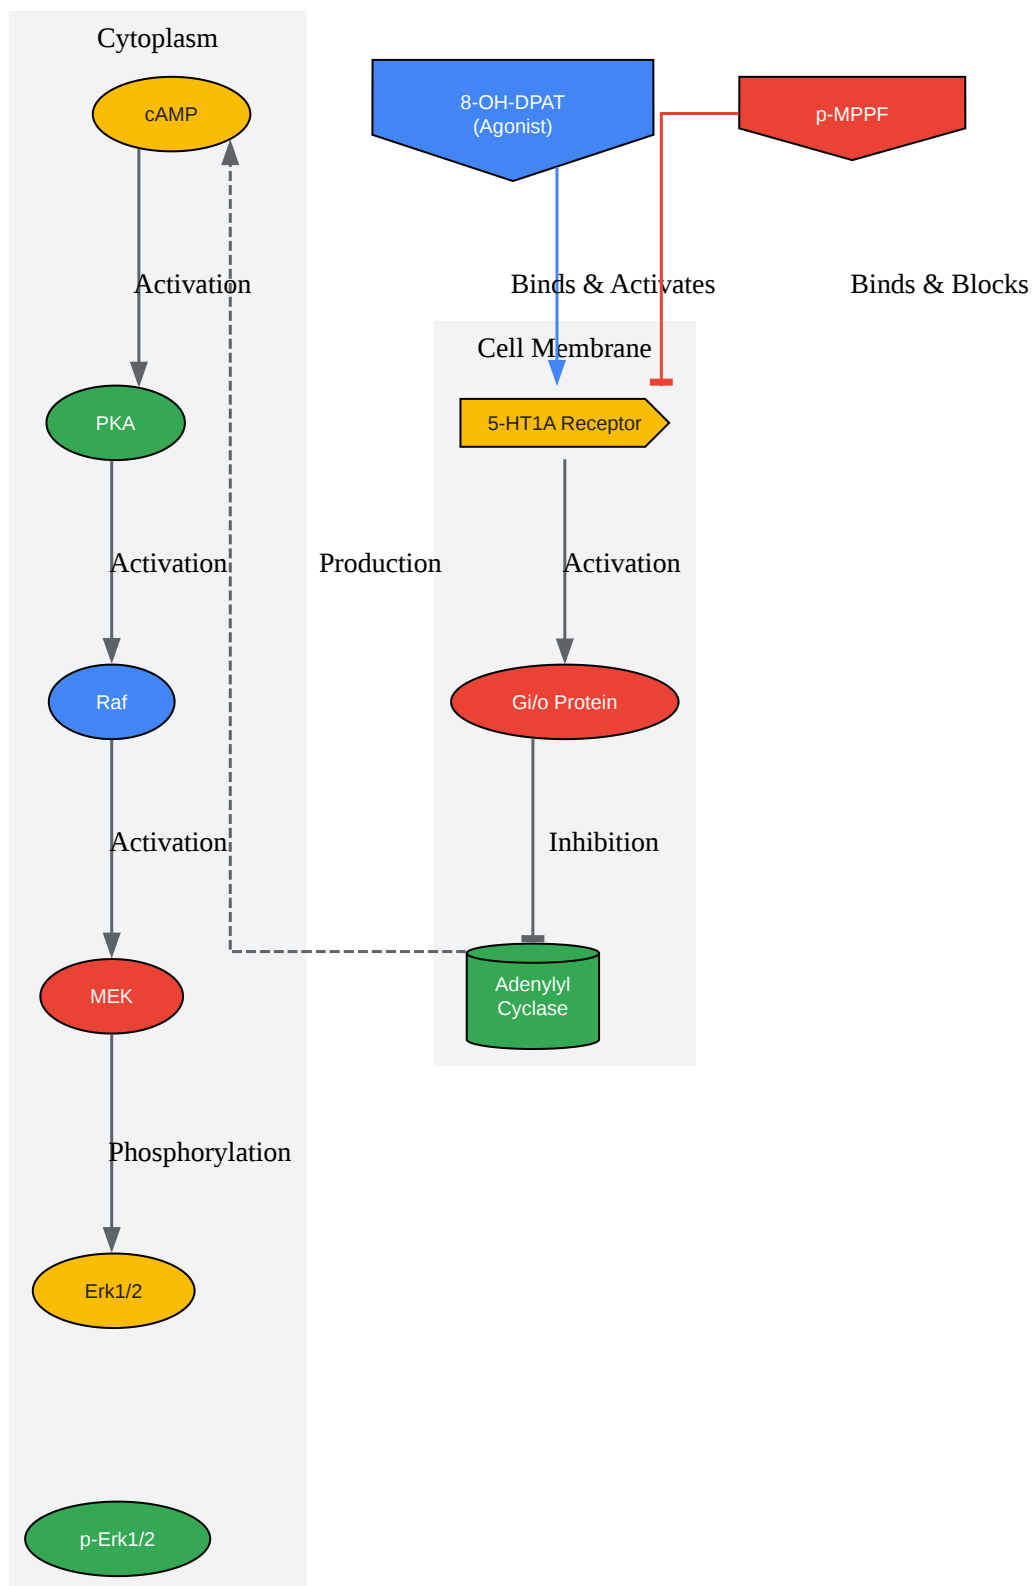 Cytoplasm
cAMP
8-OH-DPAT
(Agonist)
p-MPPF
Activation
Binds & Activates
Binds & Blocks
Cell Membrane
PKA
5-HT1A Receptor
Activation
Production
Activation
Raf
Gi/o Protein
Activation
Inhibition
MEK
Adenylyl
Cyclase
Phosphorylation
Erk1/2
p-Erk1/2